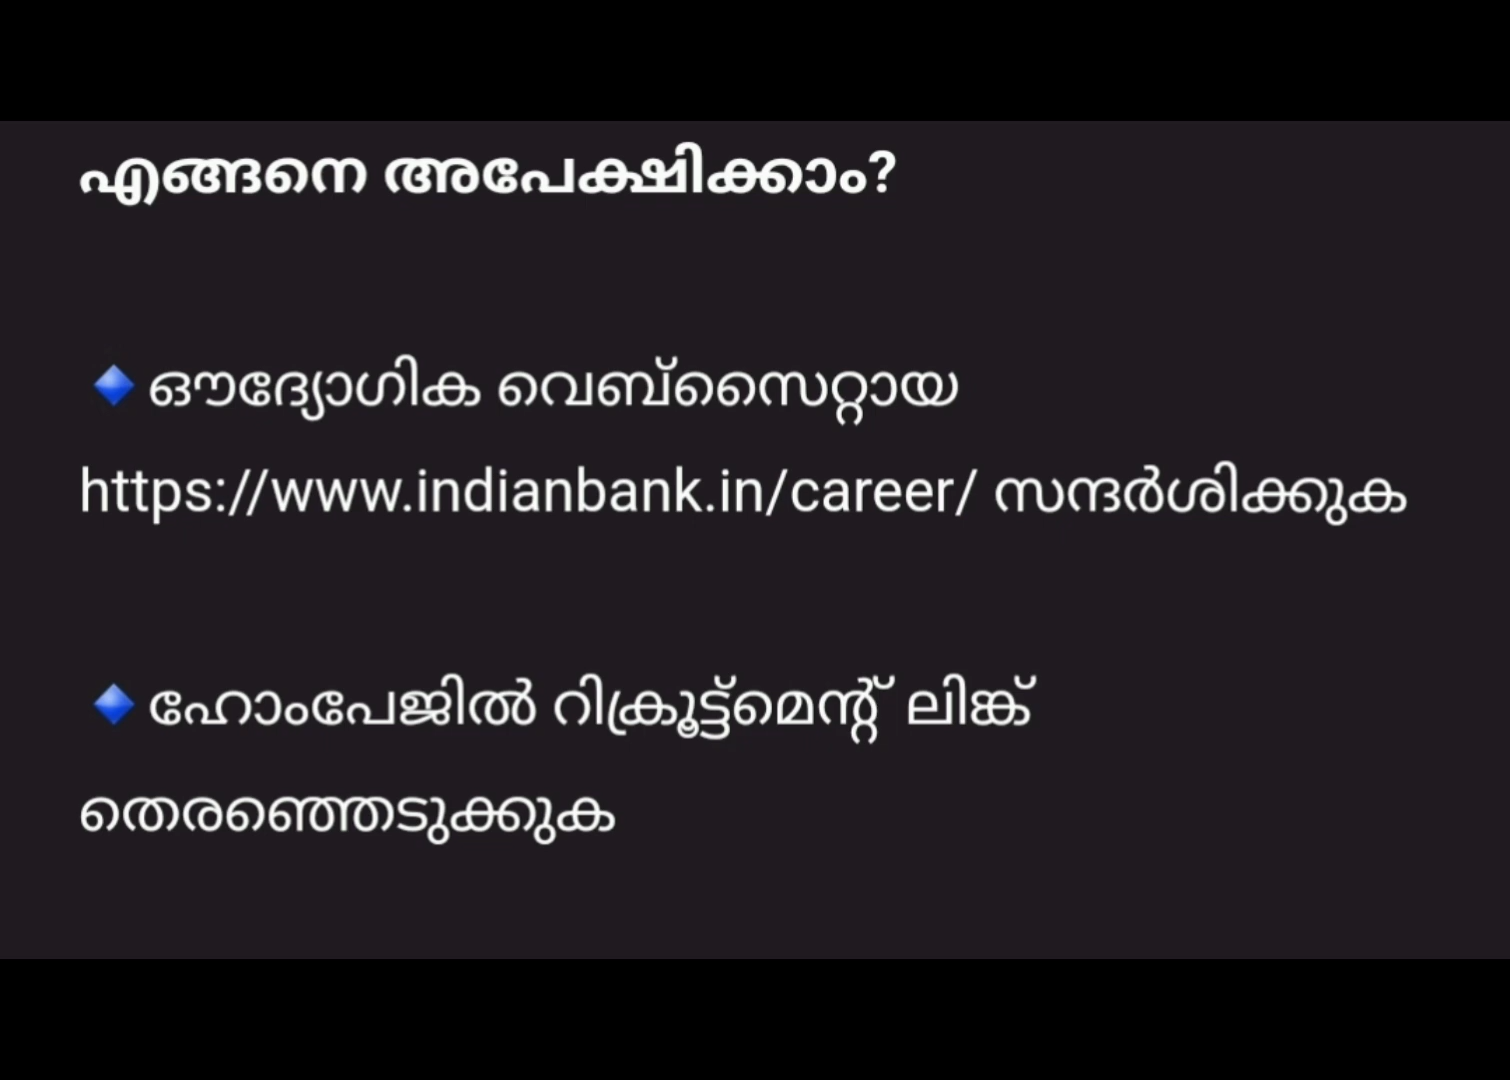 എങ്ങനെ അപേക്ഷിക്കാം?
🔹ഔദ്യോഗിക വെബ്സൈറ്റായ
https://www.indianbank.in/career/ സന്ദർശിക്കുക
🔹ഹോംപേജിൽ റിക്രൂട്ട്മെന്റ് ലിങ്ക്
തെരഞ്ഞെടുക്കുക